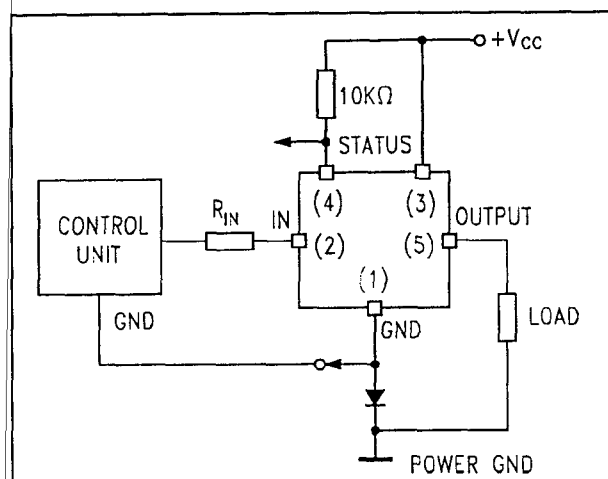 +Vcc
10KΩ
STATUS
(4)
(3)
OUTPUT
CONTROL
UNIT
RIN
IN
(2)
(5)
(1)
GND
GND
LOAD
POWER GND